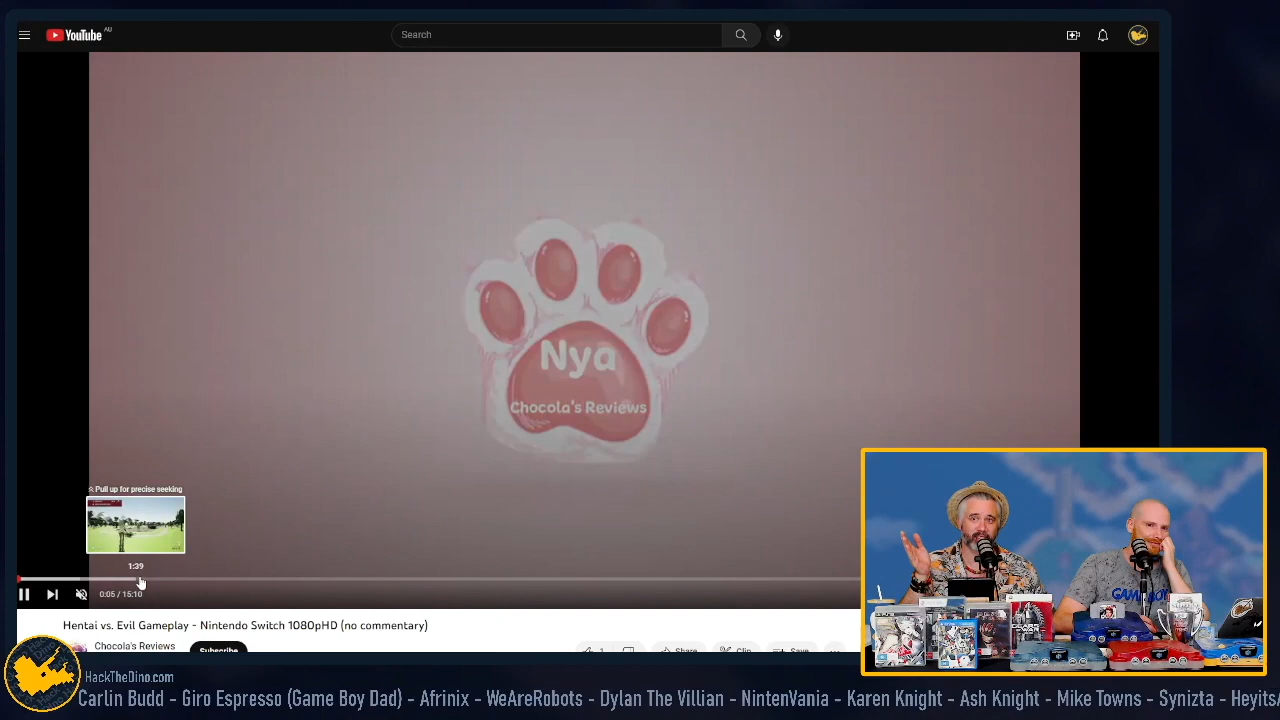 YouTube AU
Search
Nya
Chocola's Reviews
Pull up for precise seeking
1:39
0:05 / 15:10
Hentai vs. Evil Gameplay - Nintendo Switch 1080pHD (no commentary)
Chocola's Reviews
Subscribe
1
Share
Clip
Save
GAMEBOY
HackTheDino.com
Carlin Budd - Giro Espresso (Game Boy Dad) - Afrinix - WeAreRobots - Dylan The Villian - NintenVania - Karen Knight - Ash Knight - Mike Towns - Synizta - Heyits